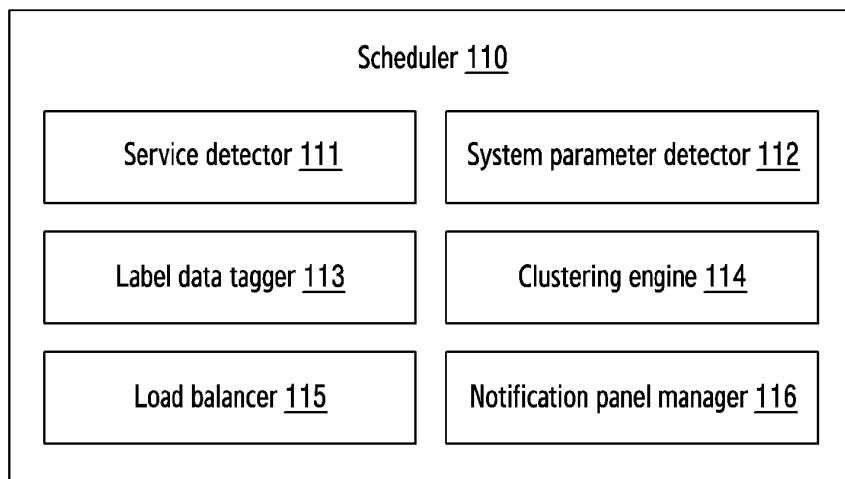 Scheduler 110
Service detector 111
System parameter detector 112
Label data tagger 113
Clustering engine 114
Load balancer 115
Notification panel manager 116